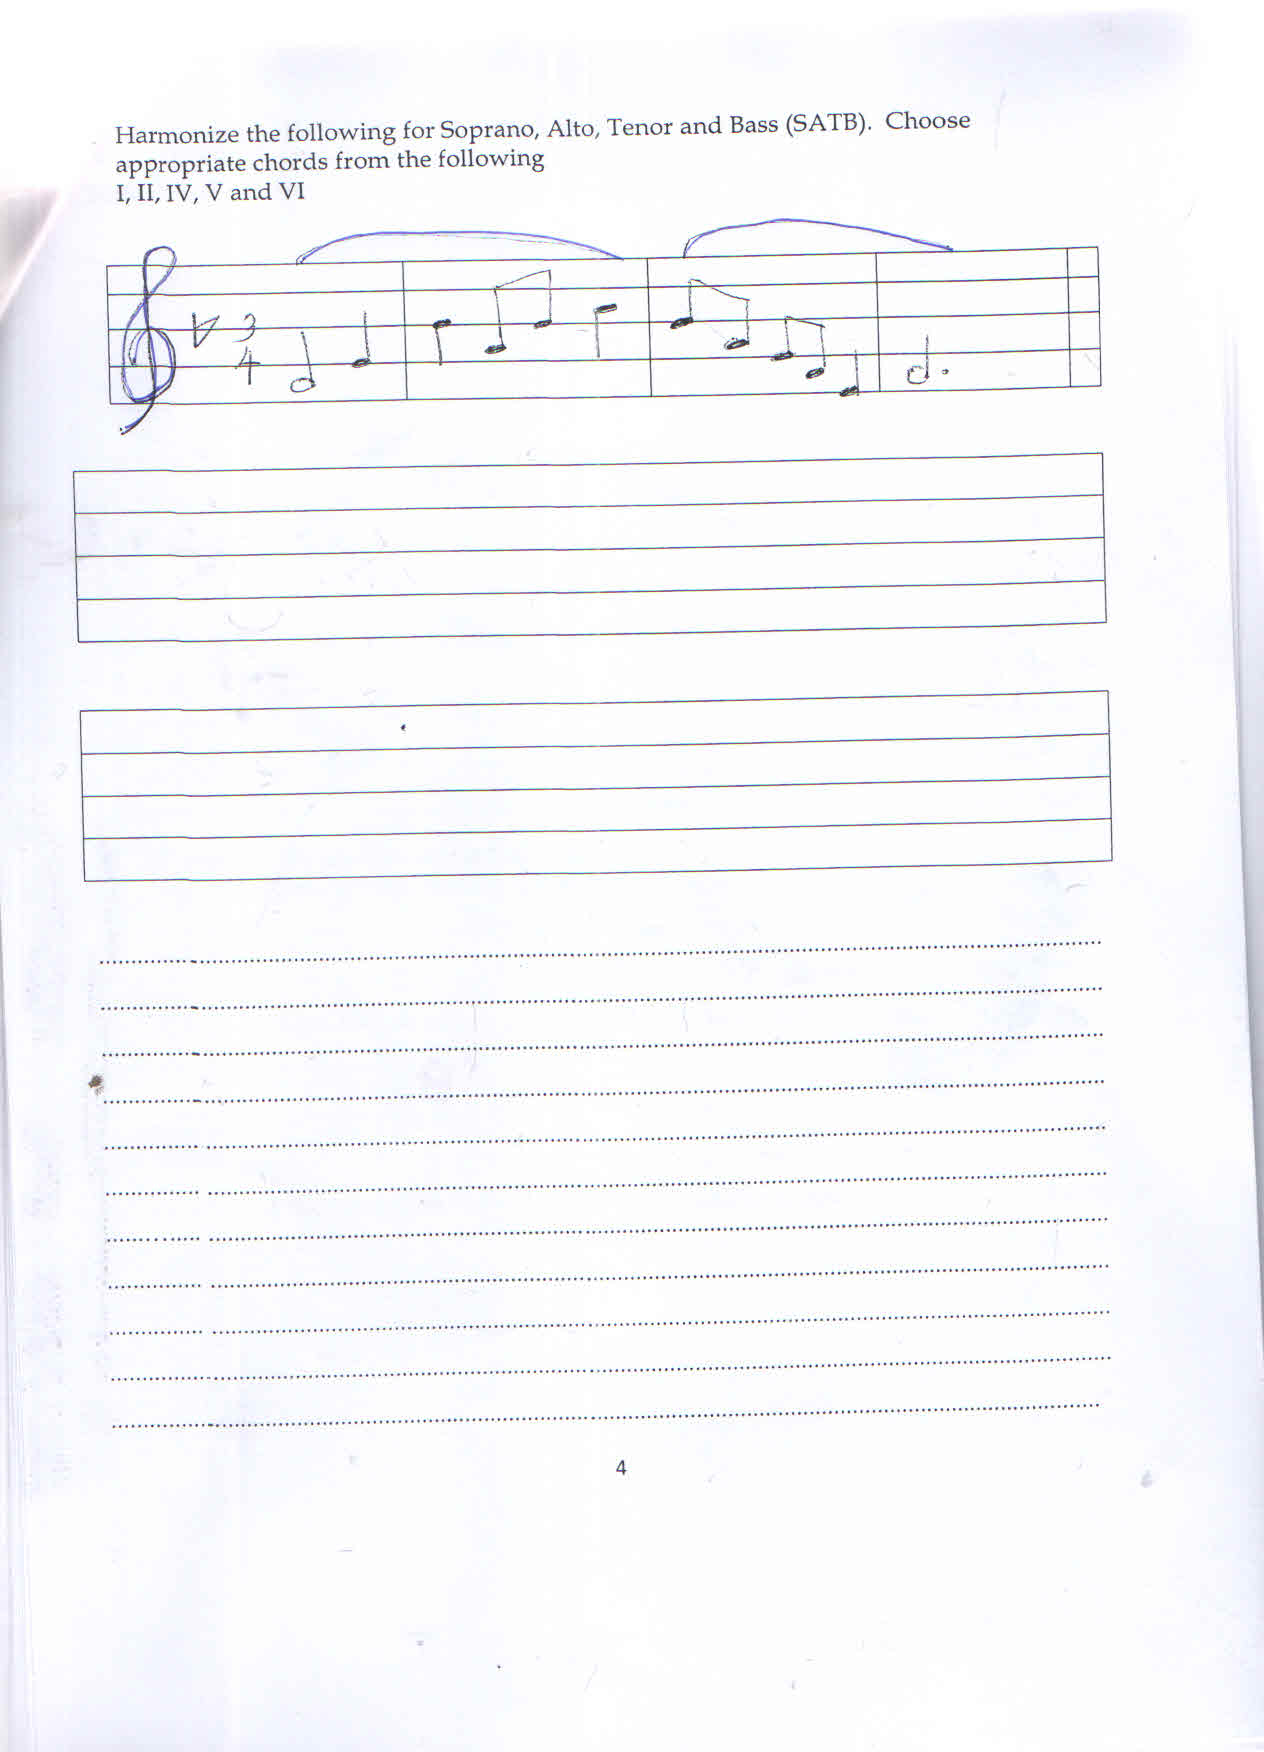 Harmonize the following for Soprano, Alto, Tenor and Bass (SATB). Choose
appropriate chords from the following
I, II, IV, V and VI
3
4
4